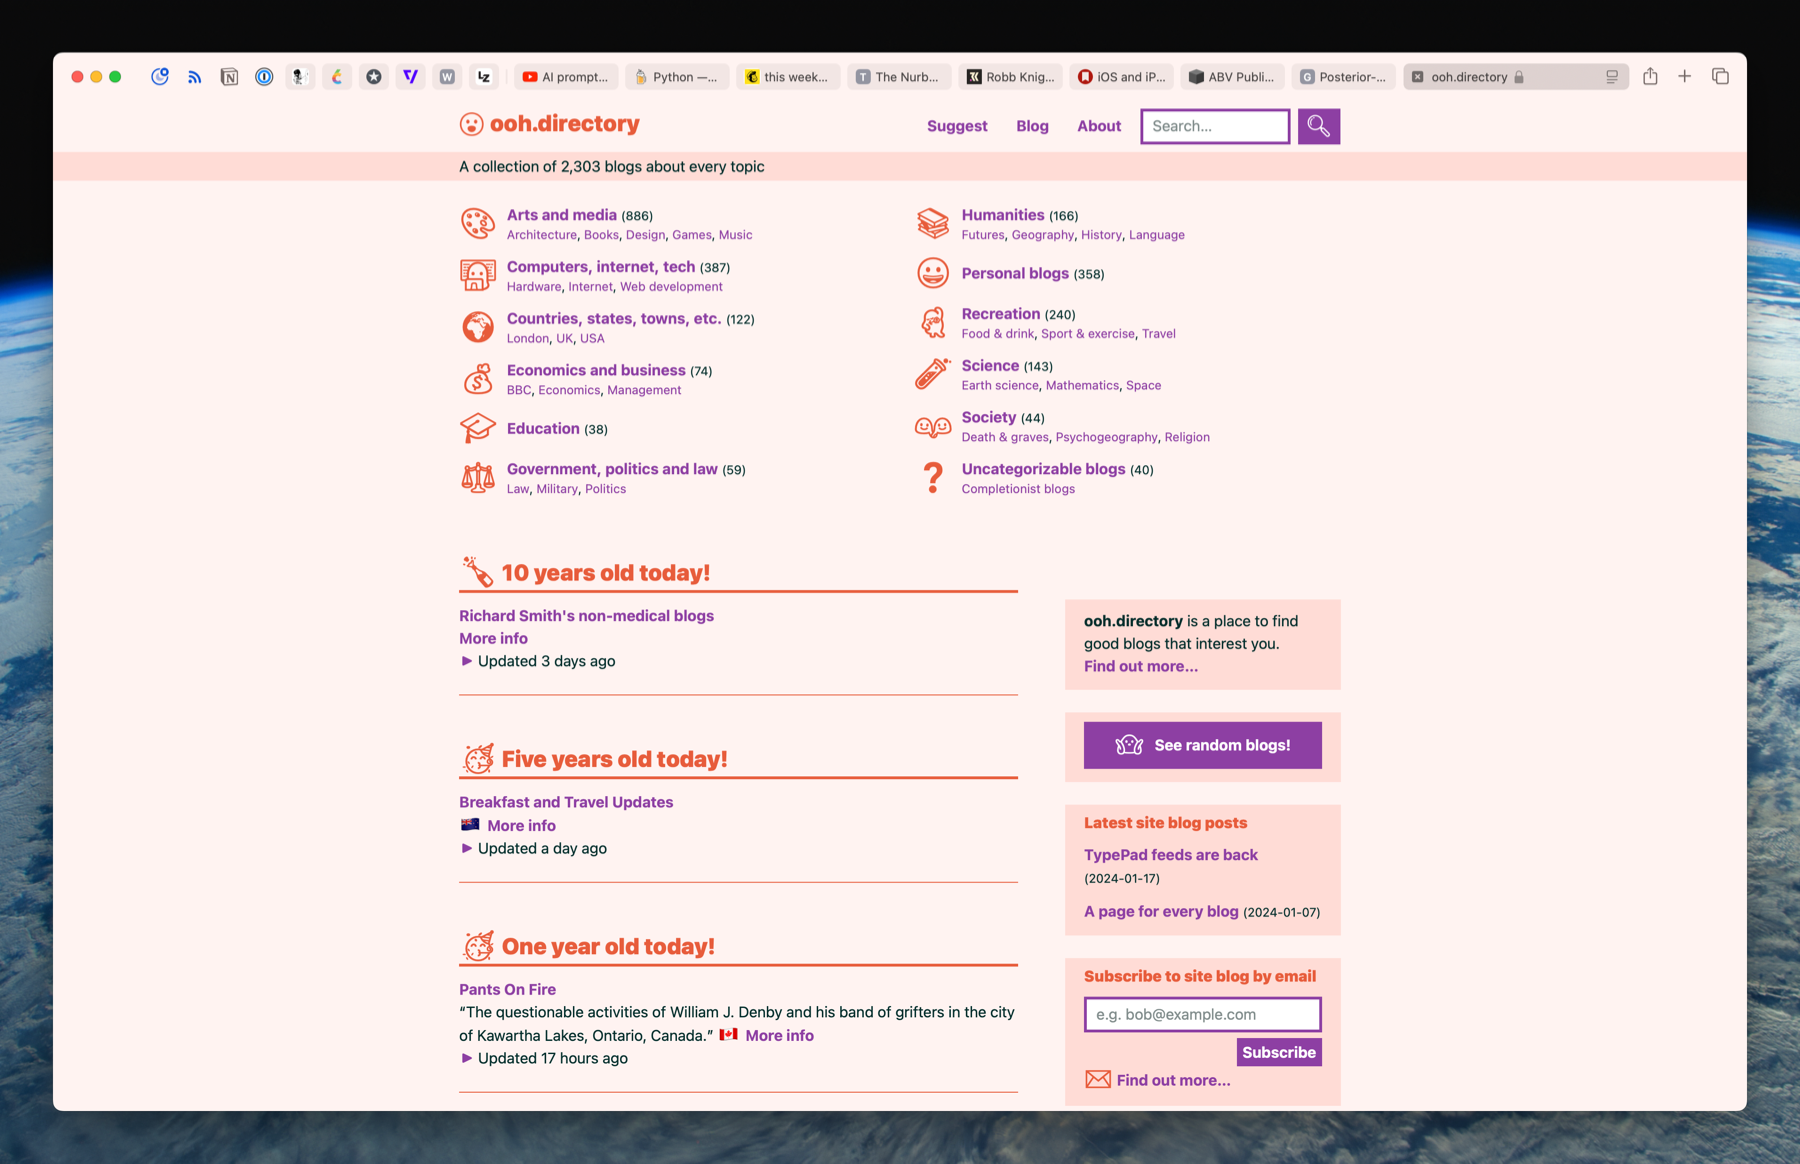 AI prompt...
Python —...
this week...
The Nurb...
Robb Knig...
iOS and iP...
ABV Publi...
Posterior-...
ooh.directory
ooh.directory
Suggest
Blog
About
Search...
A collection of 2,303 blogs about every topic
Arts and media (886)
Architecture, Books, Design, Games, Music
Computers, internet, tech (387)
Hardware, Internet, Web development
Countries, states, towns, etc. (122)
London, UK, USA
Economics and business (74)
BBC, Economics, Management
Education (38)
Government, politics and law (59)
Law, Military, Politics
Humanities (166)
Futures, Geography, History, Language
Personal blogs (358)
Recreation (240)
Food & drink, Sport & exercise, Travel
Science (143)
Earth science, Mathematics, Space
Society (44)
Death & graves, Psychogeography, Religion
Uncategorizable blogs (40)
Completionist blogs
10 years old today!
Richard Smith's non-medical blogs
More info
Updated 3 days ago
Five years old today!
Breakfast and Travel Updates
More info
Updated a day ago
One year old today!
Pants On Fire
“The questionable activities of William J. Denby and his band of grifters in the city
of Kawartha Lakes, Ontario, Canada.” More info
Updated 17 hours ago
ooh.directory is a place to find
good blogs that interest you.
Find out more...
See random blogs!
Latest site blog posts
TypePad feeds are back
(2024-01-17)
A page for every blog (2024-01-07)
Subscribe to site blog by email
e.g. bob@example.com
Subscribe
Find out more...